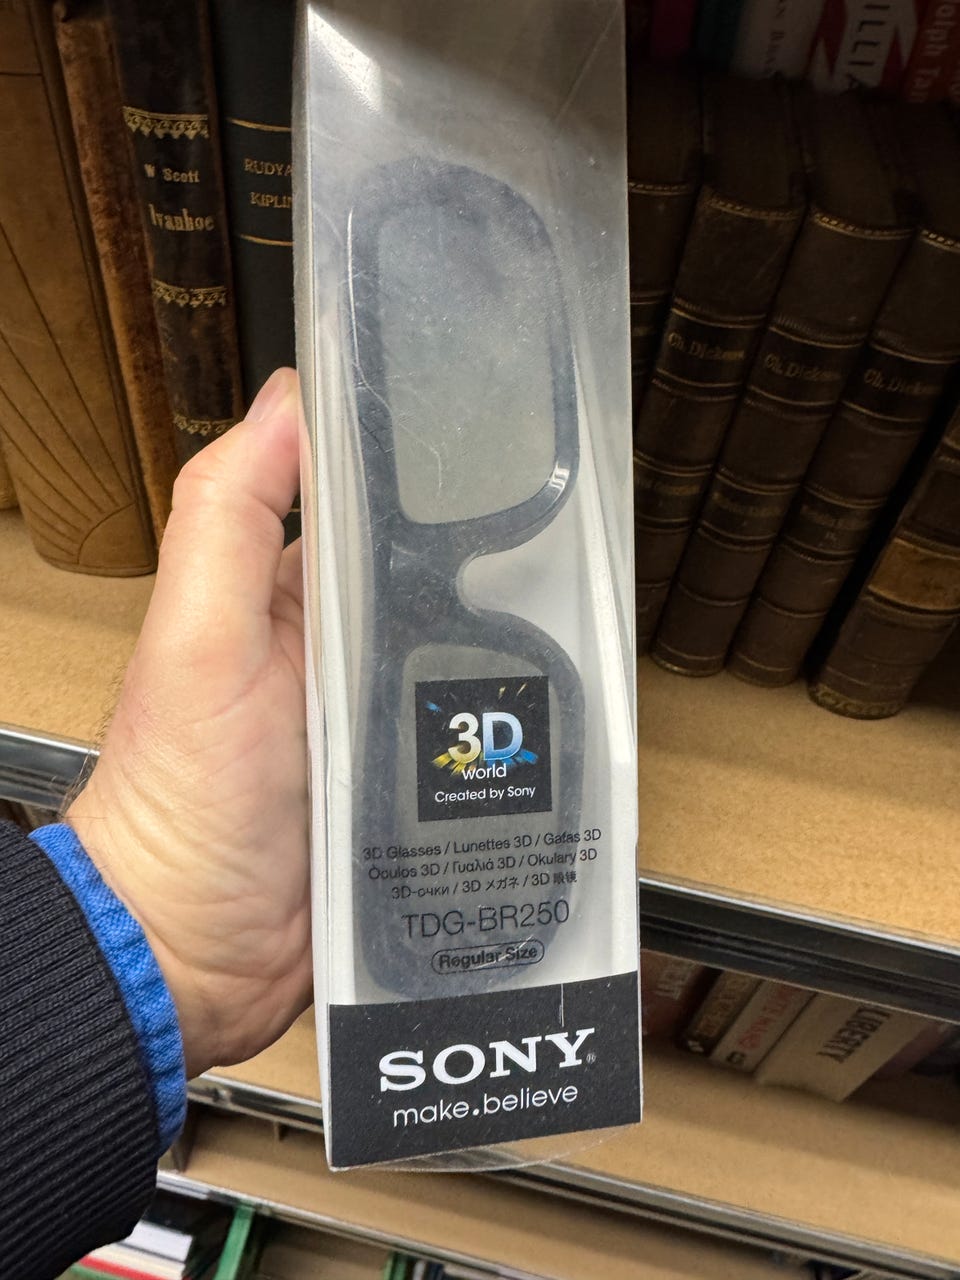 W Scott
Ivanhoe
RUDYA
KIPLIN
Ch. Dickens
Ch. Dickens
Ch. Dickens
3D
world
Created by Sony
3D Glasses / Lunettes 3D / Gafas 3D
Óculos 3D / Γυαλιά 3D / Okulary 3D
3D-очки / 3D メガネ / 3D 眼镜
TDG-BR250
Regular Size
SONY®
make.believe
LIBERTY